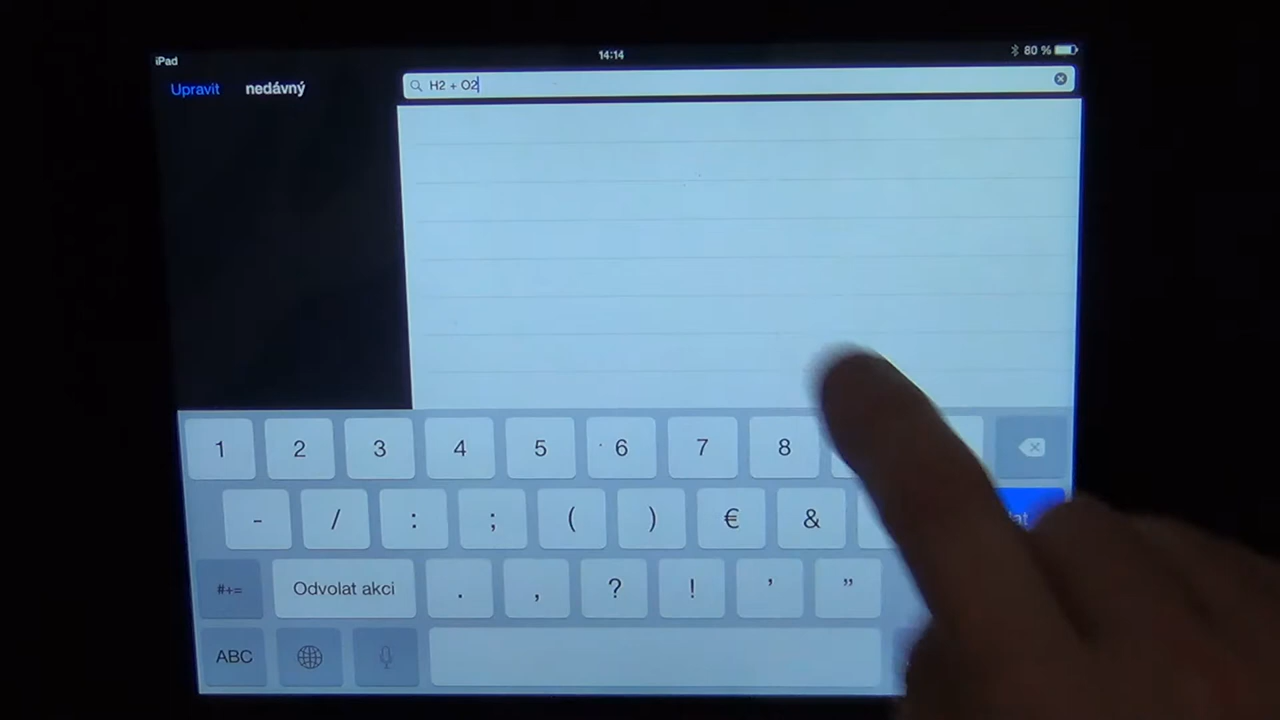 iPad
14:14
80 %
Upravit
nedávný
H2 + O2
1 2 3 4 5 6 7 8
- / : ; ( ) € &
#+= Odvolat akci . , ? ! ’ ”
ABC